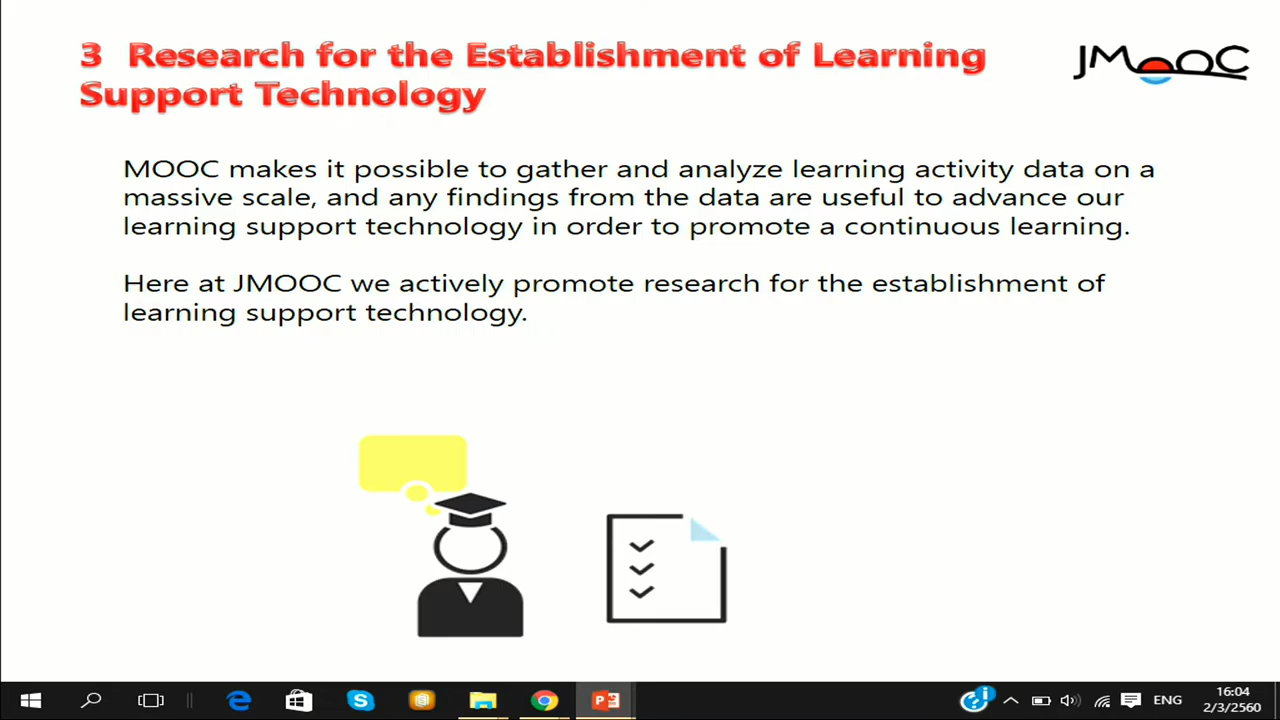 3 Research for the Establishment of Learning
Support Technology
JMOOC
MOOC makes it possible to gather and analyze learning activity data on a
massive scale, and any findings from the data are useful to advance our
learning support technology in order to promote a continuous learning.
Here at JMOOC we actively promote research for the establishment of
learning support technology.
ENG
16:04
2/3/2560